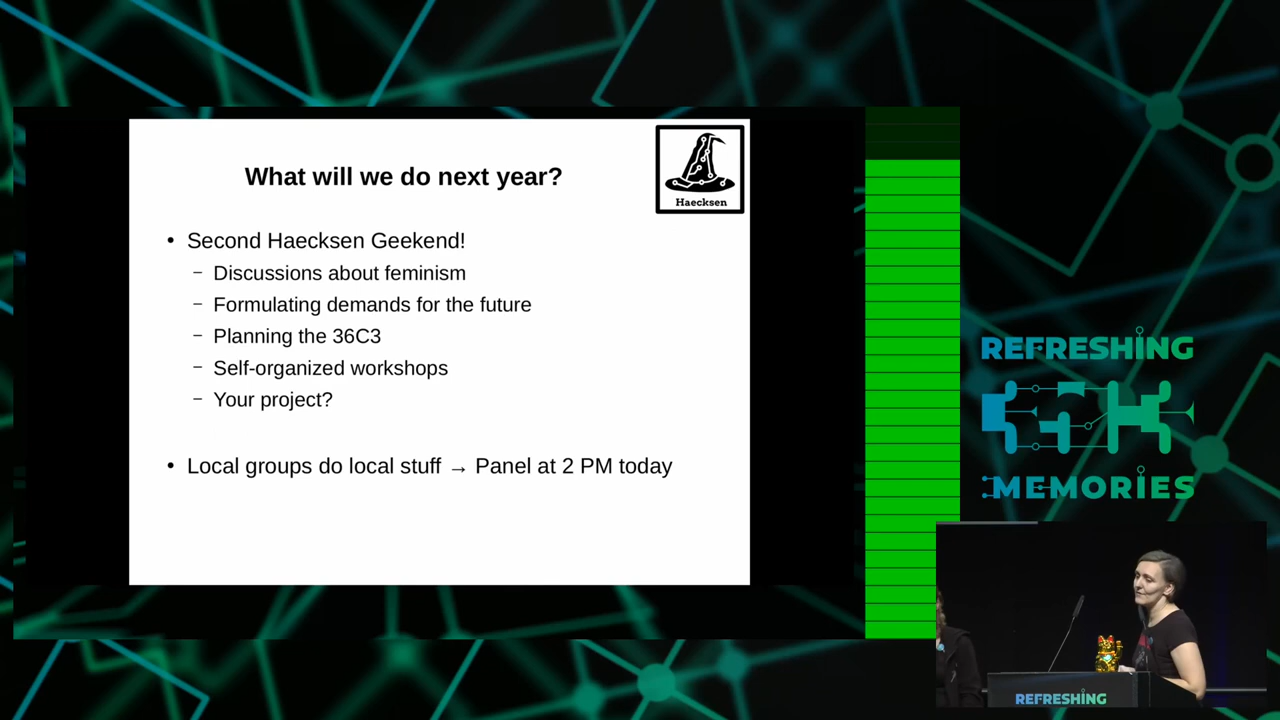 What will we do next year?
Haecksen
• Second Haecksen Geekend!
– Discussions about feminism
– Formulating demands for the future
– Planning the 36C3
– Self-organized workshops
– Your project?
• Local groups do local stuff → Panel at 2 PM today
REFRESHING
35C3
MEMORIES
REFRESHING